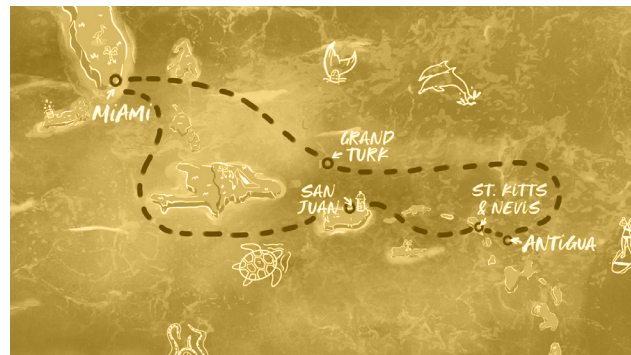 MIAMI
GRAND
TURK
SAN
JUAN
ST. KITTS
& NEVIS
ANTIGUA